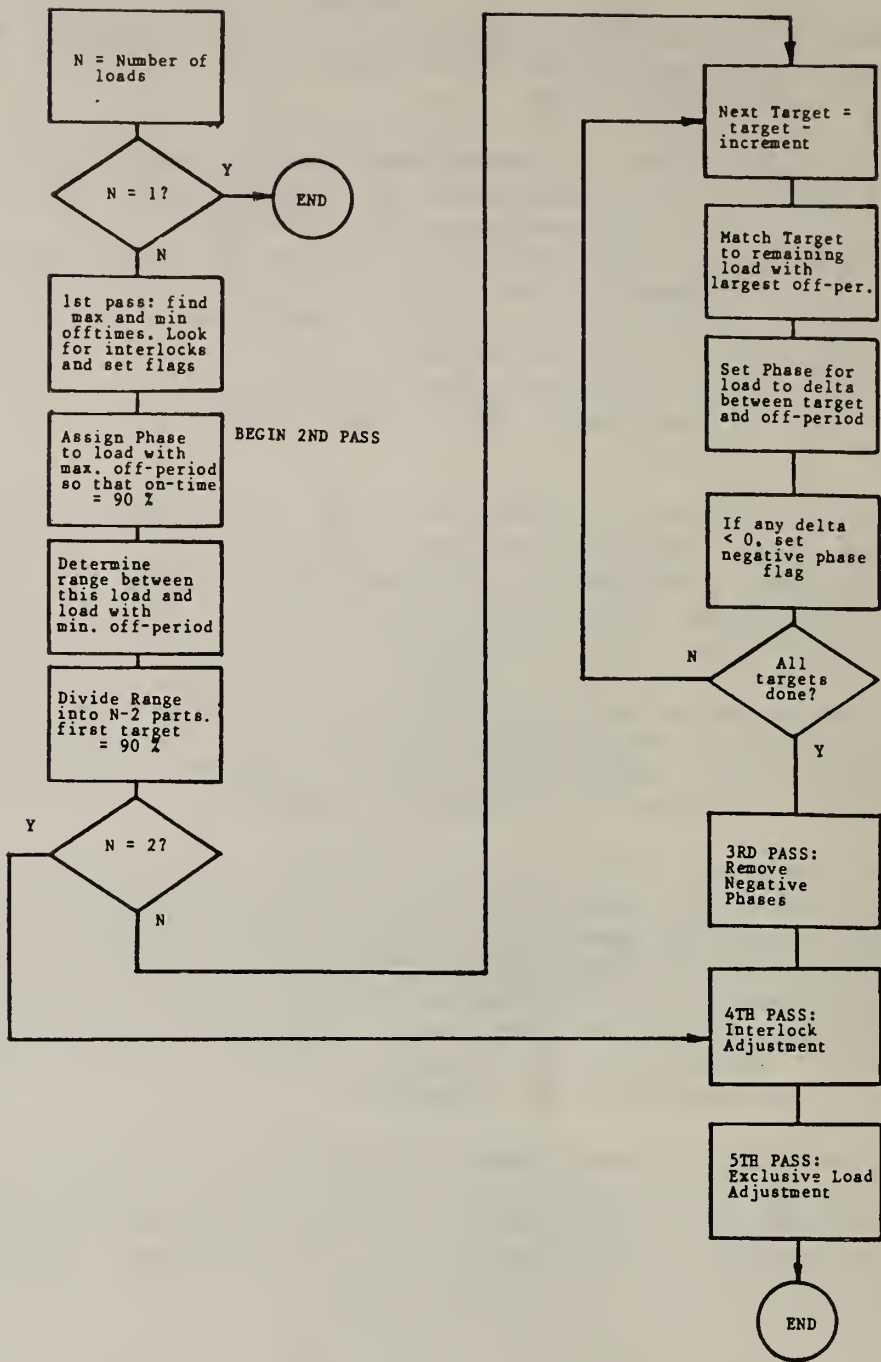 N = Number of
loads
N = 1?
Y
END
N
1st pass: find
max and min
offtimes. Look
for interlocks
and set flags
Assign Phase
to load with
max. off-period
so that on-time
= 90 %
BEGIN 2ND PASS
Determine
range between
this load and
load with
min. off-period
Divide Range
into N-2 parts.
first target
= 90 %
Y
N = 2?
N
Next Target =
target -
increment
Match Target
to remaining
load with
largest off-per.
Set Phase for
load to delta
between target
and off-period
If any delta
< 0, set
negative phase
flag
N
All
targets
done?
Y
3RD PASS:
Remove
Negative
Phases
4TH PASS:
Interlock
Adjustment
5TH PASS:
Exclusive Load
Adjustment
END